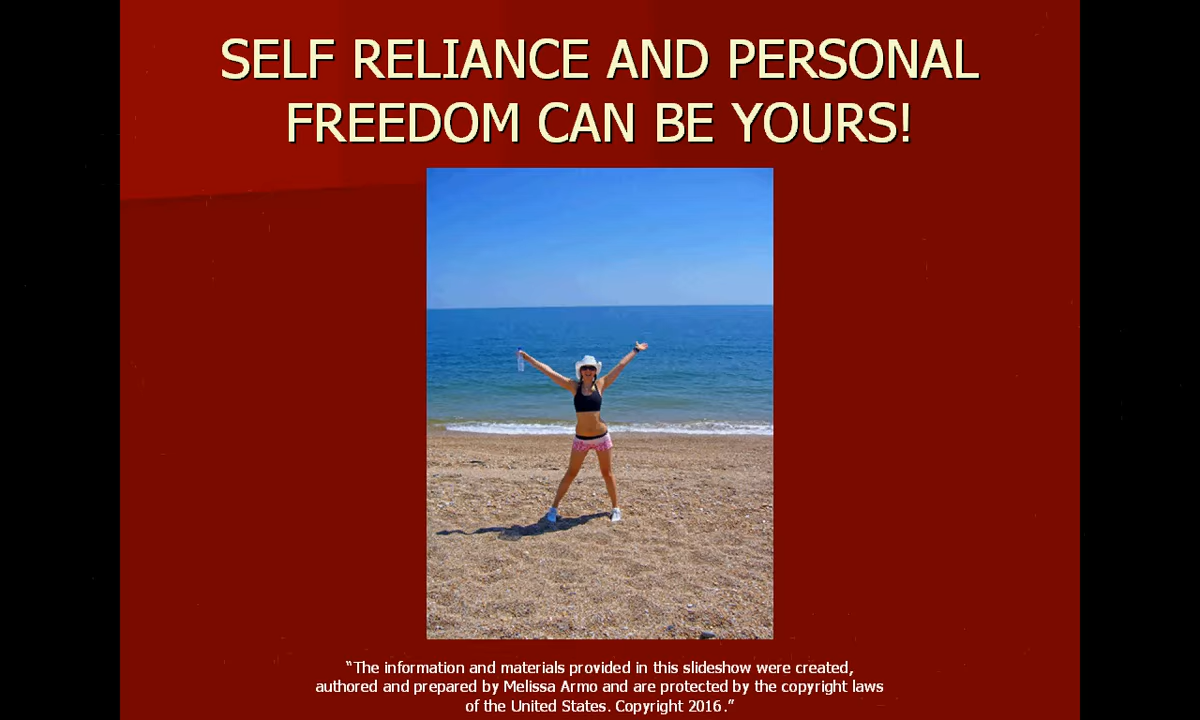 SELF RELIANCE AND PERSONAL
FREEDOM CAN BE YOURS!
“The information and materials provided in this slideshow were created,
authored and prepared by Melissa Armo and are protected by the copyright laws
of the United States. Copyright 2016.”